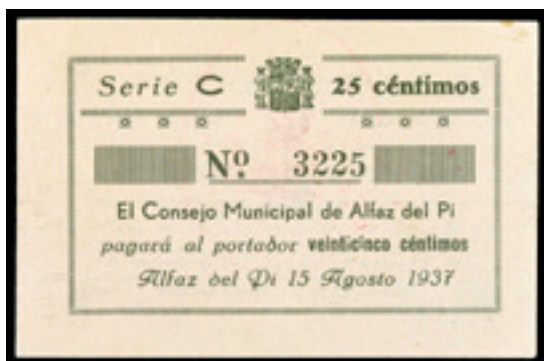 Serie C 25 céntimos
Nº 3225
El Consejo Municipal de Alfaz del Pi
pagará al portador veinticinco céntimos
Alfaz del Pi 15 Agosto 1937